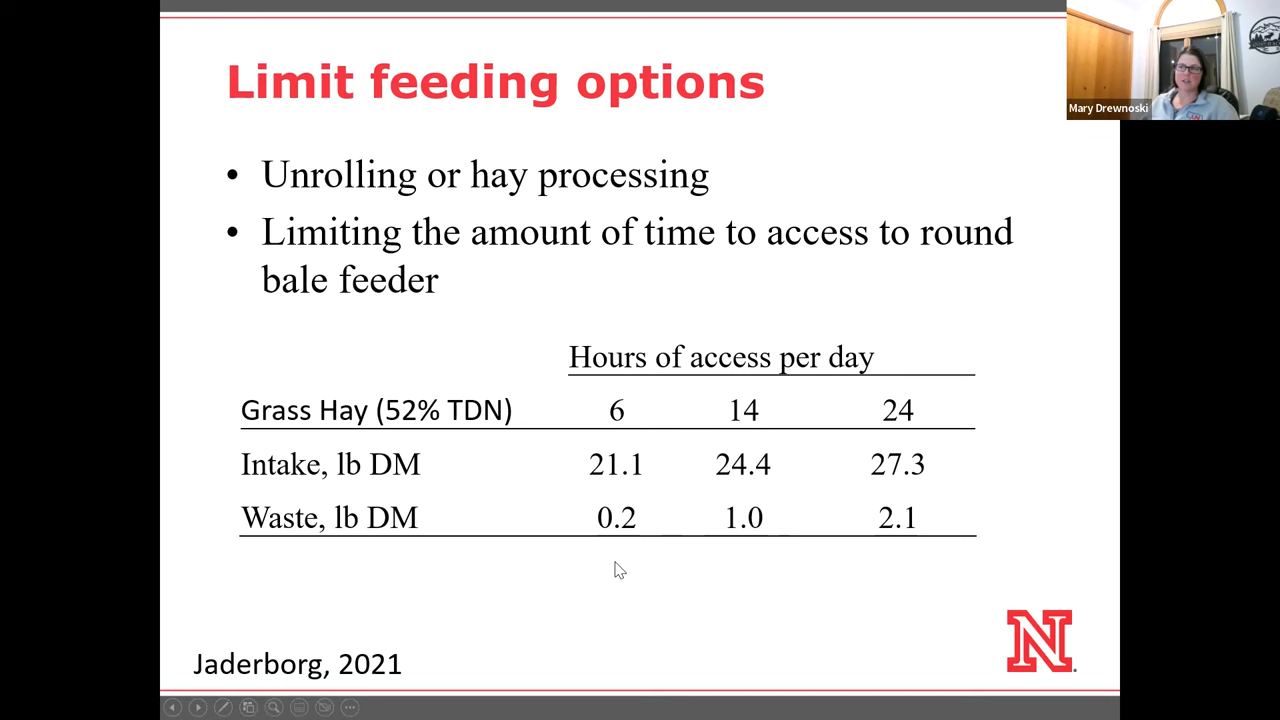 Limit feeding options
Mary Drewnoski
• Unrolling or hay processing
• Limiting the amount of time to access to round
bale feeder
Hours of access per day
Grass Hay (52% TDN) 6 14 24
Intake, lb DM 21.1 24.4 27.3
Waste, lb DM 0.2 1.0 2.1
N
Jaderborg, 2021